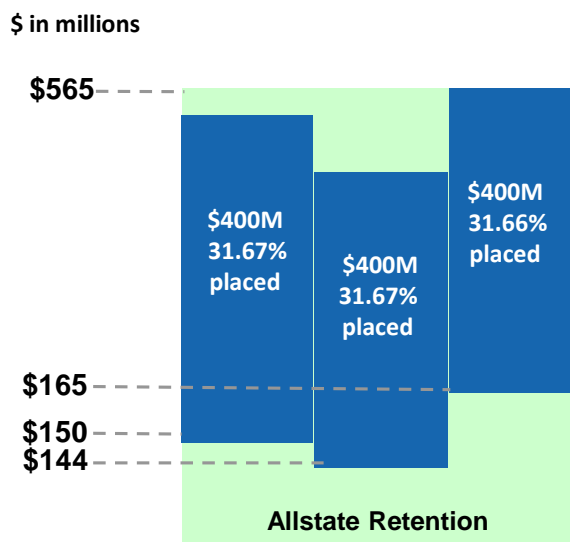 $ in millions
$565
$400M
31.67%
placed
$400M
31.67%
placed
$400M
31.66%
placed
$165
$150
$144
Allstate Retention